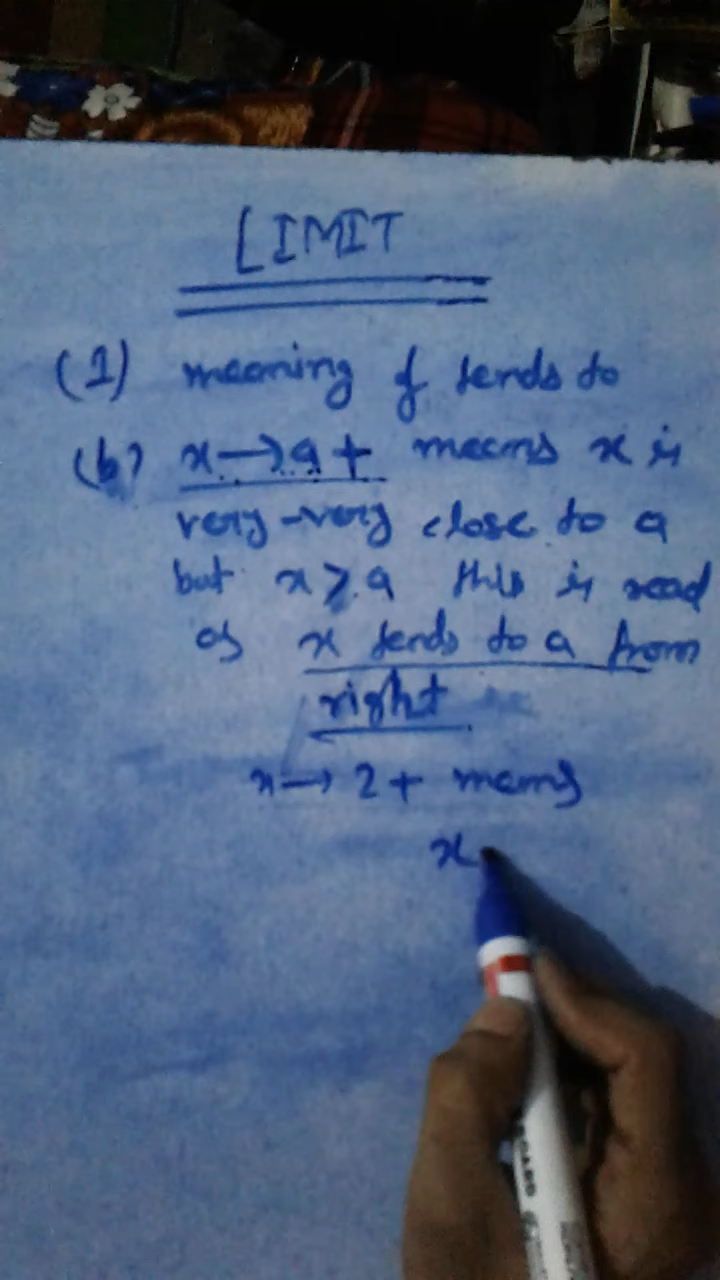 LIMIT
(1) meaning of tends to
(b) x→a+ means x is
very-very close to a
but x>a this is read
as x tends to a from
right
x→2+ means
x